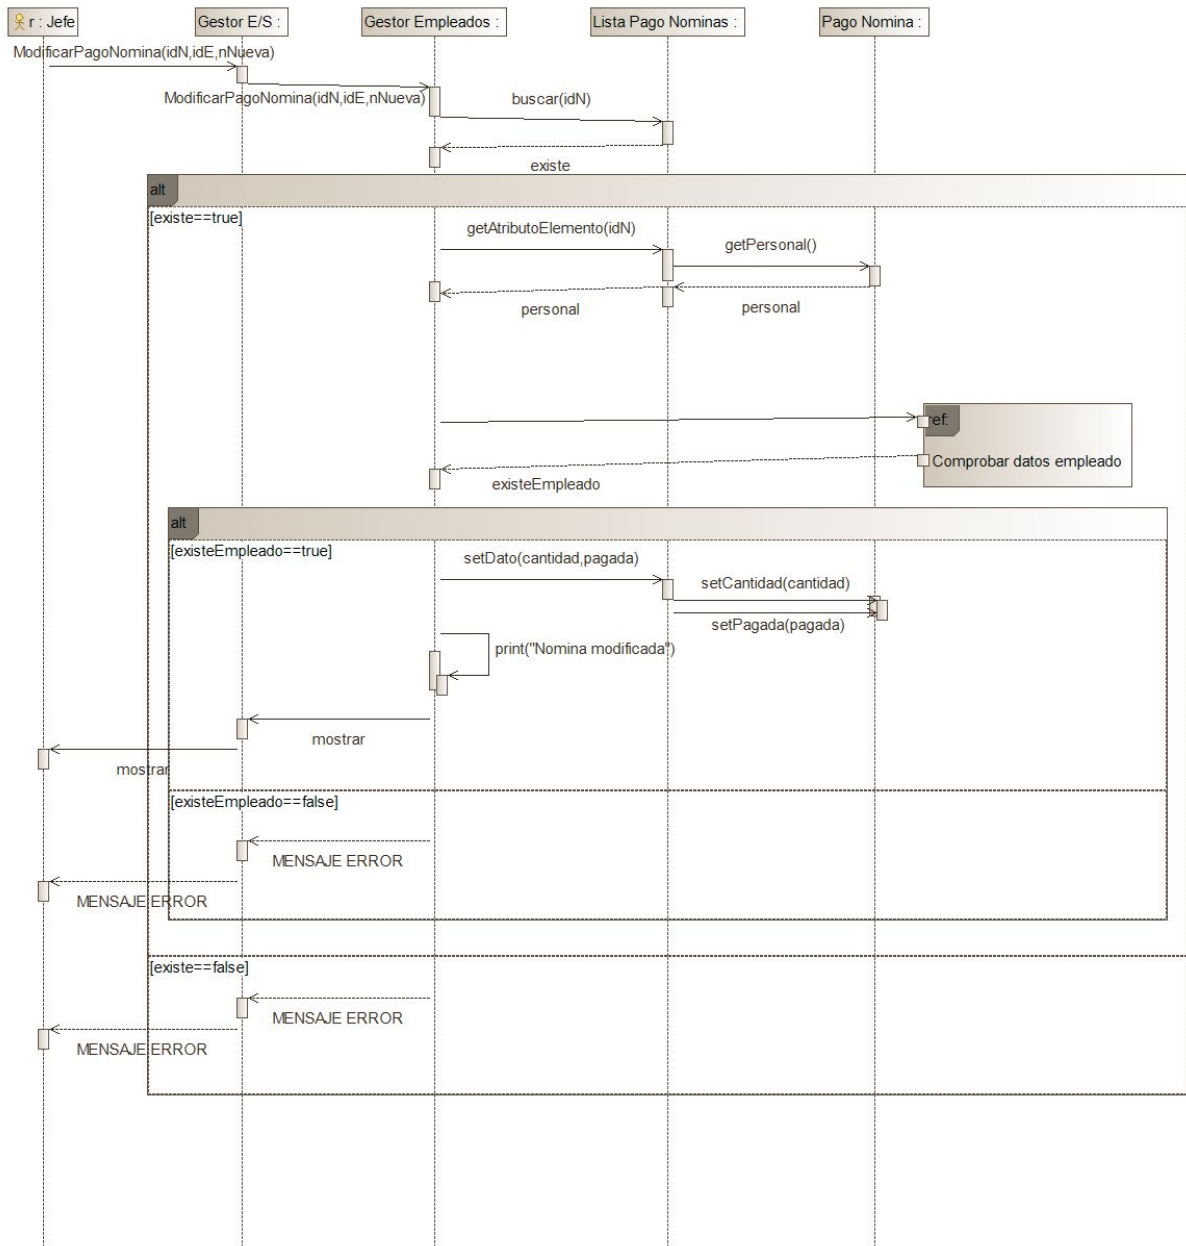 r : Jefe
Gestor E/S :
Gestor Empleados :
Lista Pago Nominas :
Pago Nomina :
ModificarPagoNomina(idN,idE,nNueva)
ModificarPagoNomina(idN,idE,nNueva)
buscar(idN)
existe
alt
[existe==true]
getAtributoElemento(idN)
getPersonal()
personal
personal
ref:
Comprobar datos empleado
existeEmpleado
alt
[existeEmpleado==true]
setDato(cantidad,pagada)
setCantidad(cantidad)
setPagada(pagada)
print("Nomina modificada")
mostrar
mostrar
[existeEmpleado==false]
MENSAJE ERROR
MENSAJE ERROR
[existe==false]
MENSAJE ERROR
MENSAJE ERROR